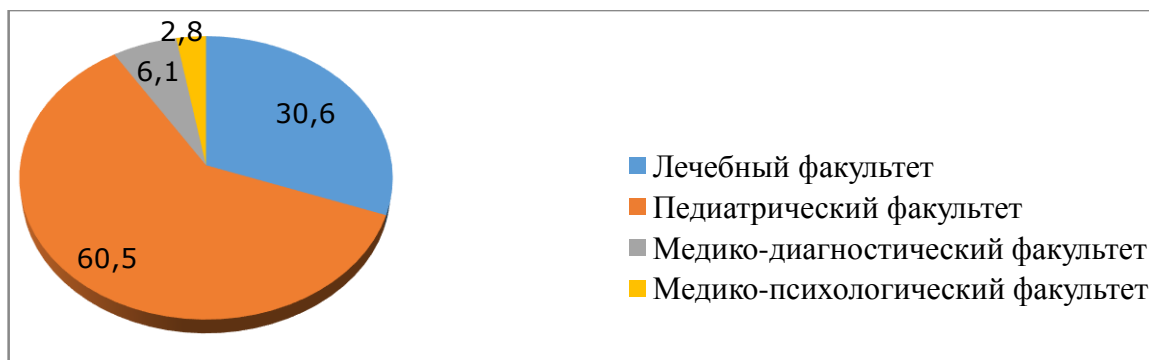 2,8
6,1
30,6
60,5
Лечебный факультет
Педиатрический факультет
Медико-диагностический факультет
Медико-психологический факультет